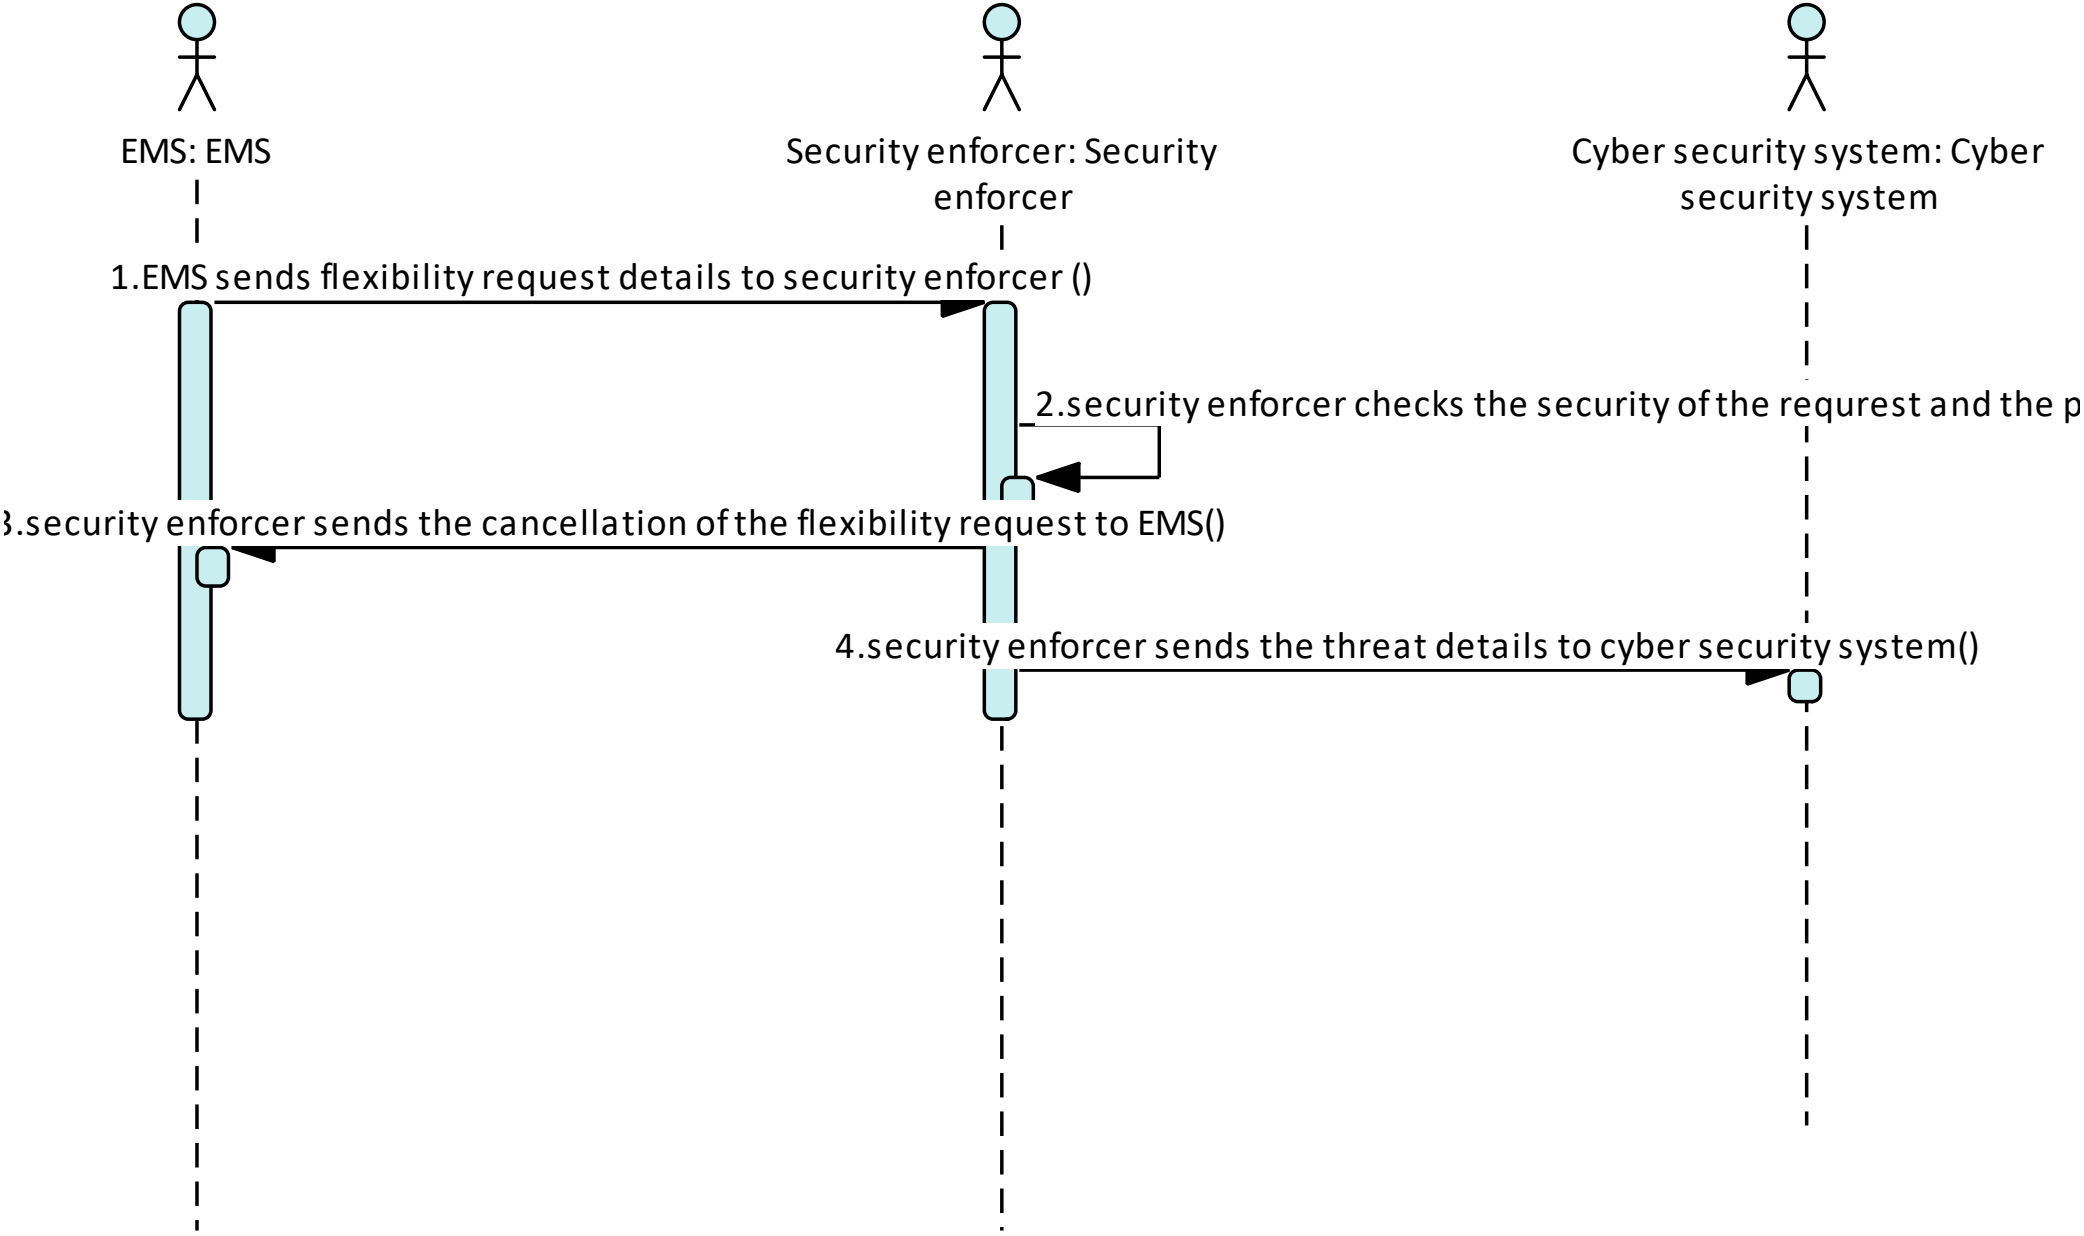 EMS: EMS
Security enforcer: Security
enforcer
Cyber security system: Cyber
security system
1.EMS sends flexibility request details to security enforcer ()
2.security enforcer checks the security of the requrest and the p
3.security enforcer sends the cancellation of the flexibility request to EMS()
4.security enforcer sends the threat details to cyber security system()